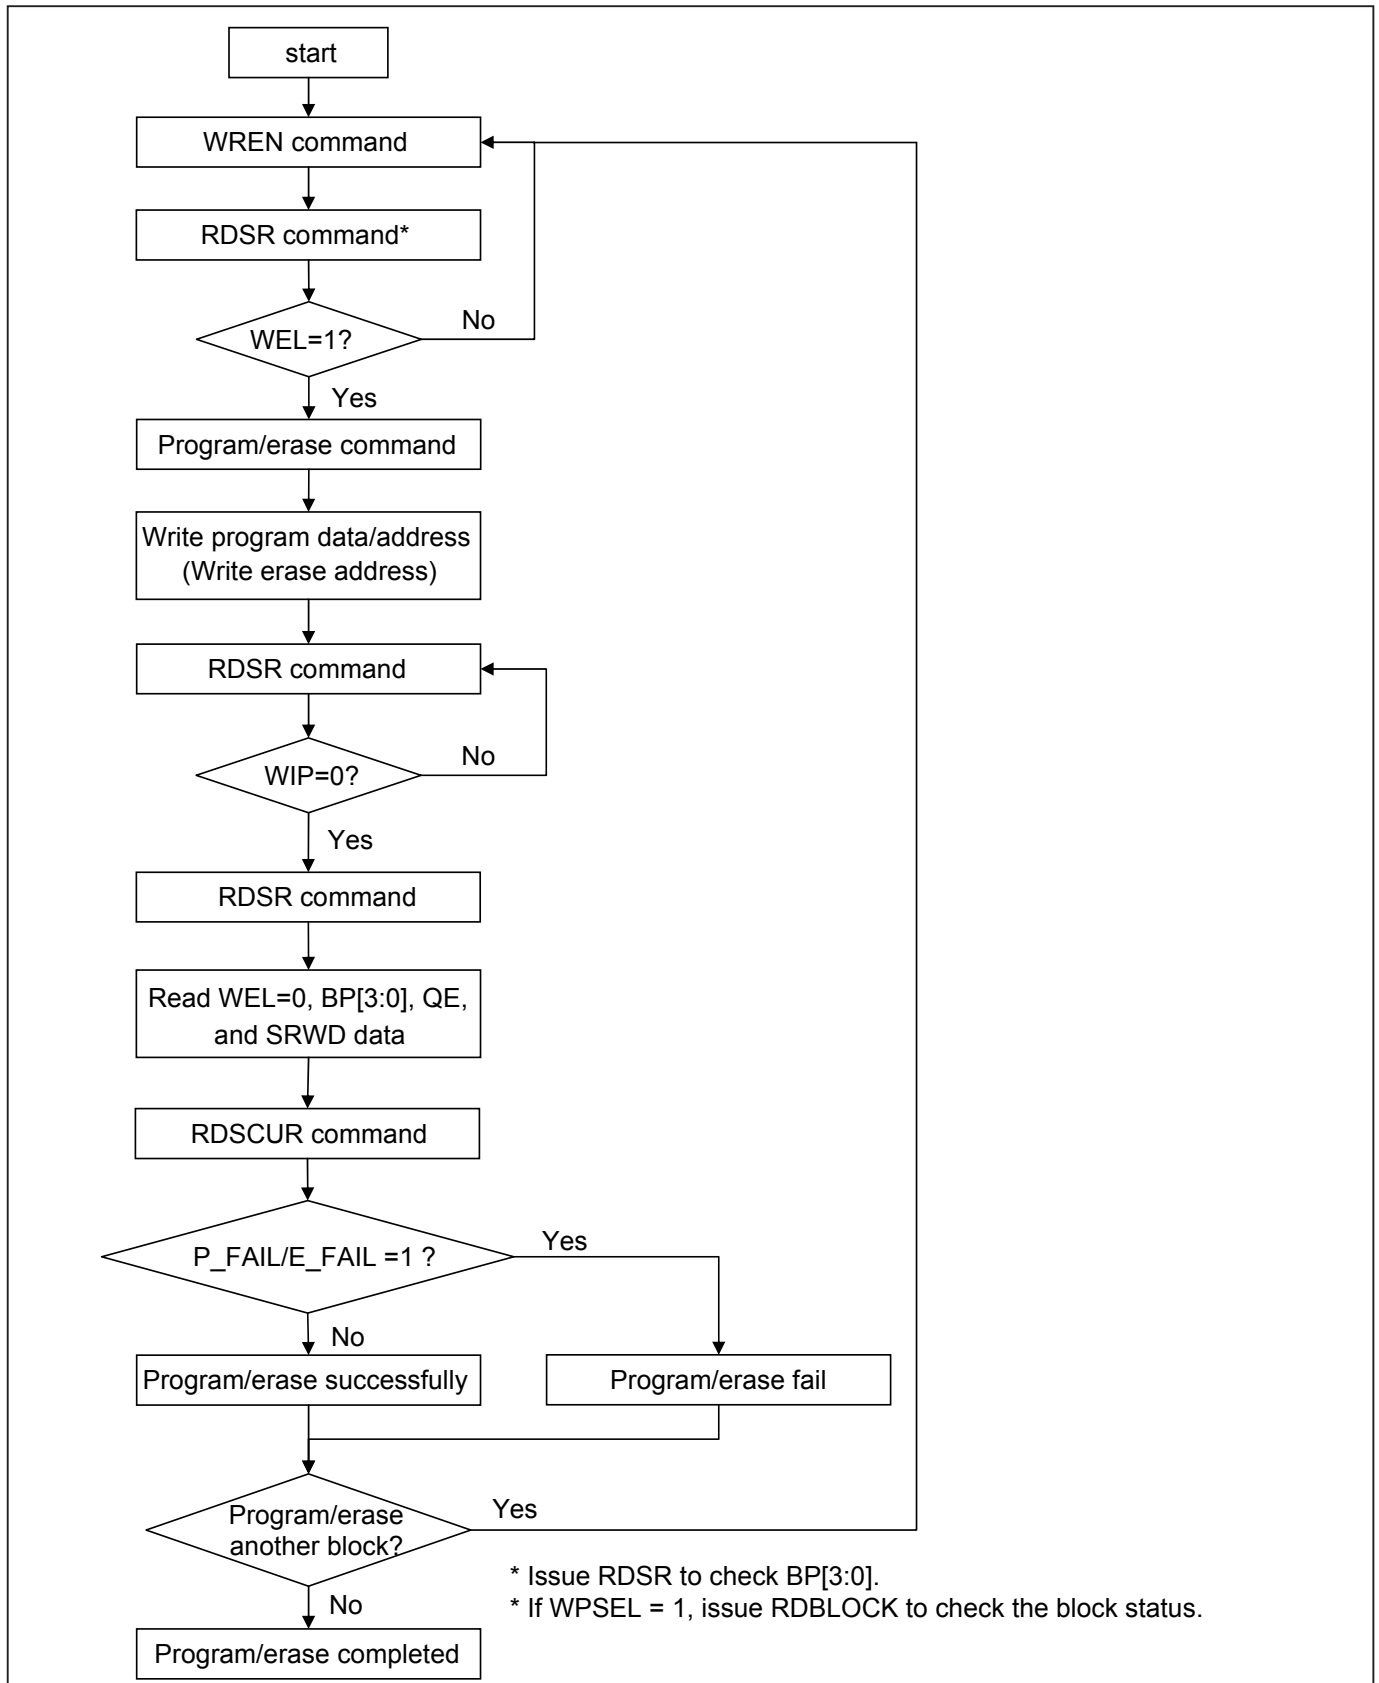 start
WREN command
RDSR command*
WEL=1?
No
Yes
Program/erase command
Write program data/address
(Write erase address)
RDSR command
WIP=0?
No
Yes
RDSR command
Read WEL=0, BP[3:0], QE,
and SRWD data
RDSCUR command
P_FAIL/E_FAIL =1 ?
Yes
No
Program/erase successfully
Program/erase fail
Program/erase
another block?
Yes
* Issue RDSR to check BP[3:0].
* If WPSEL = 1, issue RDBLOCK to check the block status.
No
Program/erase completed